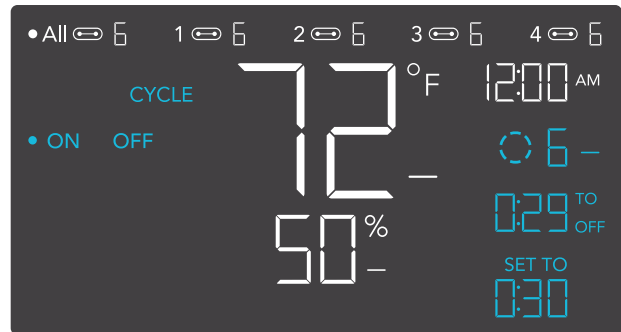 • All 6 1 6 2 6 3 6 4 6
72 °F
12:00 AM
CYCLE
• ON OFF
6 –
0:29 TO OFF
50 % –
SET TO
0:30